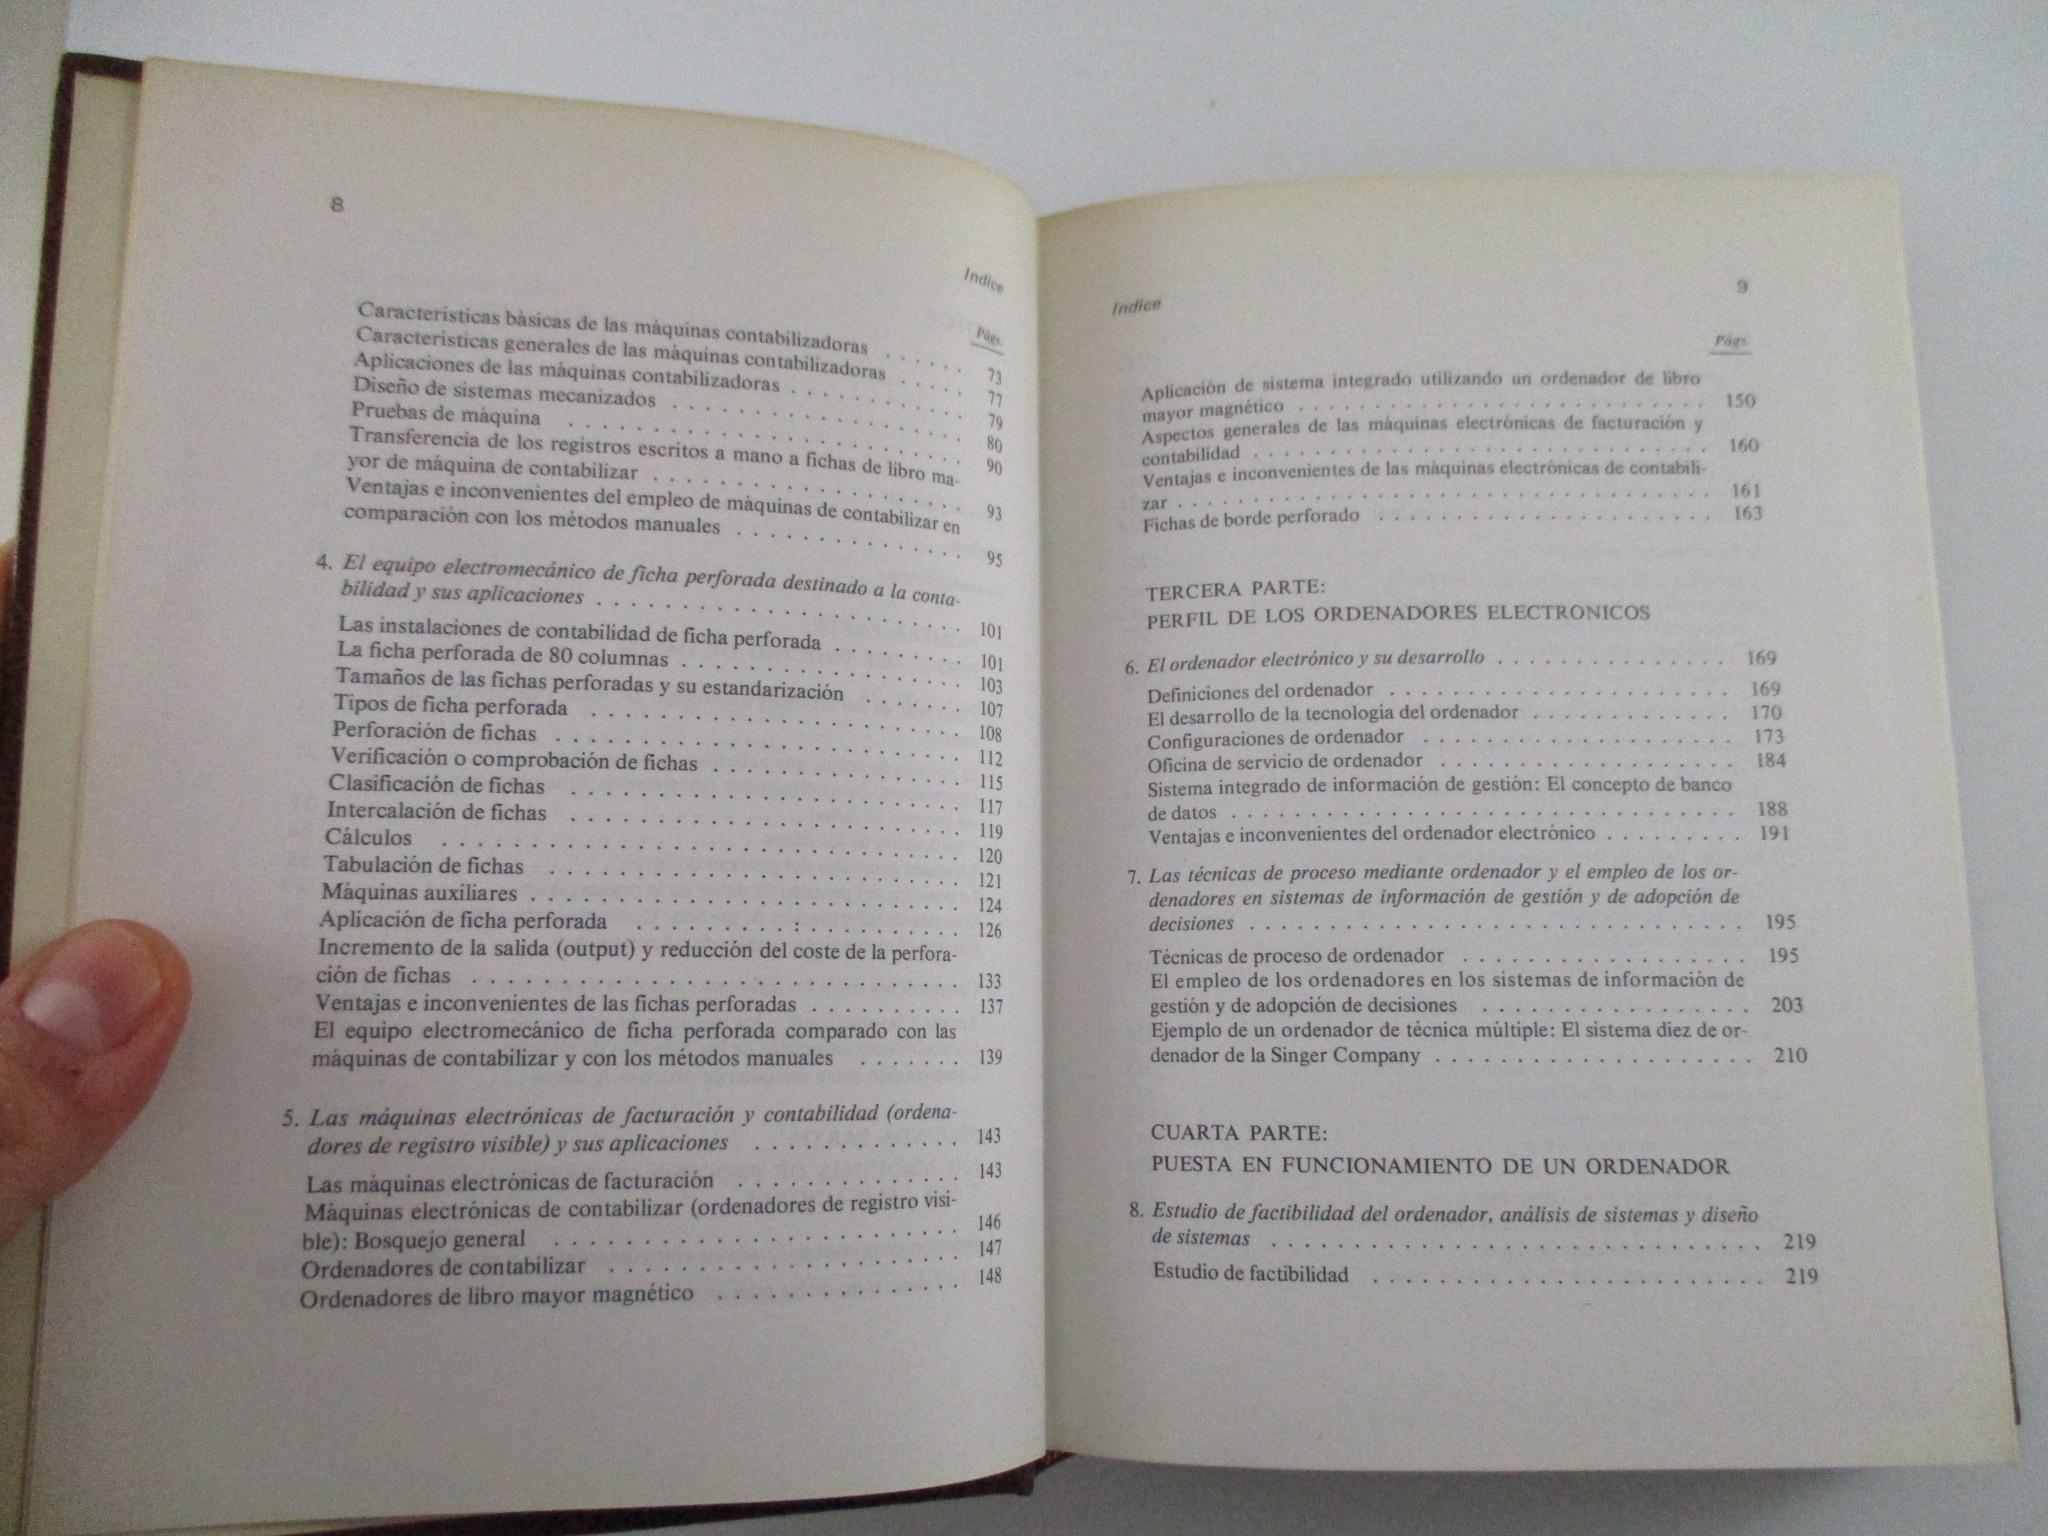 8
Indice
Págs.
Características básicas de las máquinas contabilizadoras . . . . . 73
Características generales de las máquinas contabilizadoras . . . . 77
Aplicaciones de las máquinas contabilizadoras . . . . . . . . . . 79
Diseño de sistemas mecanizados . . . . . . . . . . . . . . . . . 80
Pruebas de máquina . . . . . . . . . . . . . . . . . . . . . . . 90
Transferencia de los registros escritos a mano a fichas de libro ma-
yor de máquina de contabilizar . . . . . . . . . . . . . . . . . 93
Ventajas e inconvenientes del empleo de máquinas de contabilizar en
comparación con los métodos manuales . . . . . . . . . . . . . . 95
4. El equipo electromecánico de ficha perforada destinado a la conta-
bilidad y sus aplicaciones . . . . . . . . . . . . . . . . . . . 101
Las instalaciones de contabilidad de ficha perforada . . . . . . . 101
La ficha perforada de 80 columnas . . . . . . . . . . . . . . . . 103
Tamaños de las fichas perforadas y su estandarización . . . . . . 107
Tipos de ficha perforada . . . . . . . . . . . . . . . . . . . . 108
Perforación de fichas . . . . . . . . . . . . . . . . . . . . . . 112
Verificación o comprobación de fichas . . . . . . . . . . . . . . 115
Clasificación de fichas . . . . . . . . . . . . . . . . . . . . . 117
Intercalación de fichas . . . . . . . . . . . . . . . . . . . . . 119
Cálculos . . . . . . . . . . . . . . . . . . . . . . . . . . . . 120
Tabulación de fichas . . . . . . . . . . . . . . . . . . . . . . 121
Máquinas auxiliares . . . . . . . . . . . . . . . . . . . . . . . 124
Aplicación de ficha perforada . . . . . . . . . . . . . . . . . . 126
Incremento de la salida (output) y reducción del coste de la perfora-
ción de fichas . . . . . . . . . . . . . . . . . . . . . . . . . 133
Ventajas e inconvenientes de las fichas perforadas . . . . . . . . 137
El equipo electromecánico de ficha perforada comparado con las
máquinas de contabilizar y con los métodos manuales . . . . . . . 139
5. Las máquinas electrónicas de facturación y contabilidad (ordena-
dores de registro visible) y sus aplicaciones . . . . . . . . . . 143
Las máquinas electrónicas de facturación . . . . . . . . . . . . . 143
Máquinas electrónicas de contabilizar (ordenadores de registro visi-
ble): Bosquejo general . . . . . . . . . . . . . . . . . . . . . 146
Ordenadores de contabilizar . . . . . . . . . . . . . . . . . . . 147
Ordenadores de libro mayor magnético . . . . . . . . . . . . . . 148
Indice
9
Págs.
Aplicación de sistema integrado utilizando un ordenador de libro
mayor magnético . . . . . . . . . . . . . . . . . . . . . . . . . 150
Aspectos generales de las máquinas electrónicas de facturación y
contabilidad . . . . . . . . . . . . . . . . . . . . . . . . . . 160
Ventajas e inconvenientes de las máquinas electrónicas de contabili-
zar . . . . . . . . . . . . . . . . . . . . . . . . . . . . . . . 161
Fichas de borde perforado . . . . . . . . . . . . . . . . . . . . 163
TERCERA PARTE:
PERFIL DE LOS ORDENADORES ELECTRONICOS
6. El ordenador electrónico y su desarrollo . . . . . . . . . . . . 169
Definiciones del ordenador . . . . . . . . . . . . . . . . . . . . 169
El desarrollo de la tecnología del ordenador . . . . . . . . . . . 170
Configuraciones de ordenador . . . . . . . . . . . . . . . . . . . 173
Oficina de servicio de ordenador . . . . . . . . . . . . . . . . . 184
Sistema integrado de información de gestión: El concepto de banco
de datos . . . . . . . . . . . . . . . . . . . . . . . . . . . . . 188
Ventajas e inconvenientes del ordenador electrónico . . . . . . . . 191
7. Las técnicas de proceso mediante ordenador y el empleo de los or-
denadores en sistemas de información de gestión y de adopción de
decisiones . . . . . . . . . . . . . . . . . . . . . . . . . . . . 195
Técnicas de proceso de ordenador . . . . . . . . . . . . . . . . . 195
El empleo de los ordenadores en los sistemas de información de
gestión y de adopción de decisiones . . . . . . . . . . . . . . . . 203
Ejemplo de un ordenador de técnica múltiple: El sistema diez de or-
denador de la Singer Company . . . . . . . . . . . . . . . . . . . 210
CUARTA PARTE:
PUESTA EN FUNCIONAMIENTO DE UN ORDENADOR
8. Estudio de factibilidad del ordenador, análisis de sistemas y diseño
de sistemas . . . . . . . . . . . . . . . . . . . . . . . . . . . 219
Estudio de factibilidad . . . . . . . . . . . . . . . . . . . . . . 219